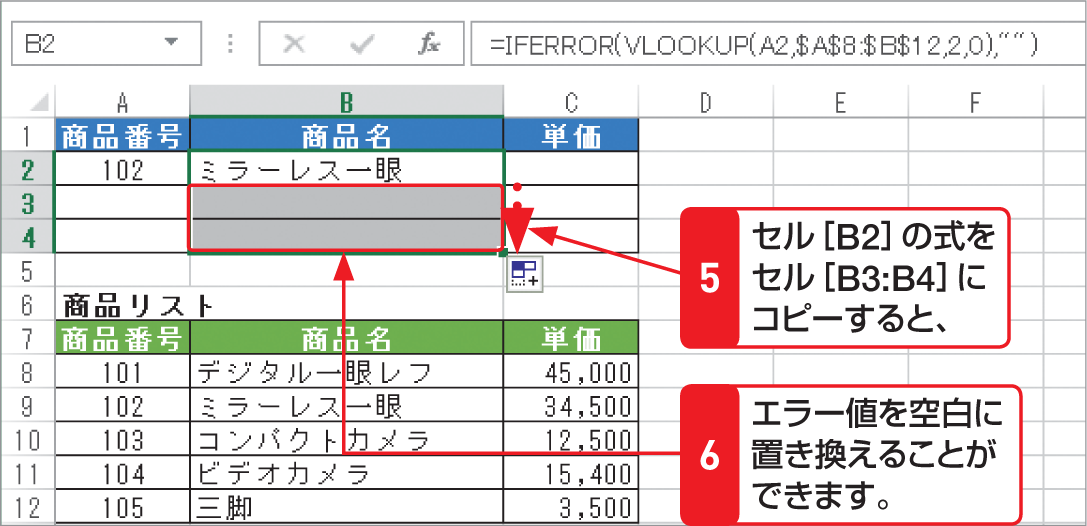 B2 =IFERROR(VLOOKUP(A2,$A$8:$B$12,2,0),““)
A B C D E F
1 商品番号 商品名 単価
2 102 ミラーレス一眼
3
4
5
6 商品リスト
7 商品番号 商品名 単価
8 101 デジタル一眼レフ 45,000
9 102 ミラーレス一眼 34,500
10 103 コンパクトカメラ 12,500
11 104 ビデオカメラ 15,400
12 105 三脚 3,500
5 セル［B2］の式を
セル［B3:B4］に
コピーすると、
6 エラー値を空白に
置き換えることが
できます。